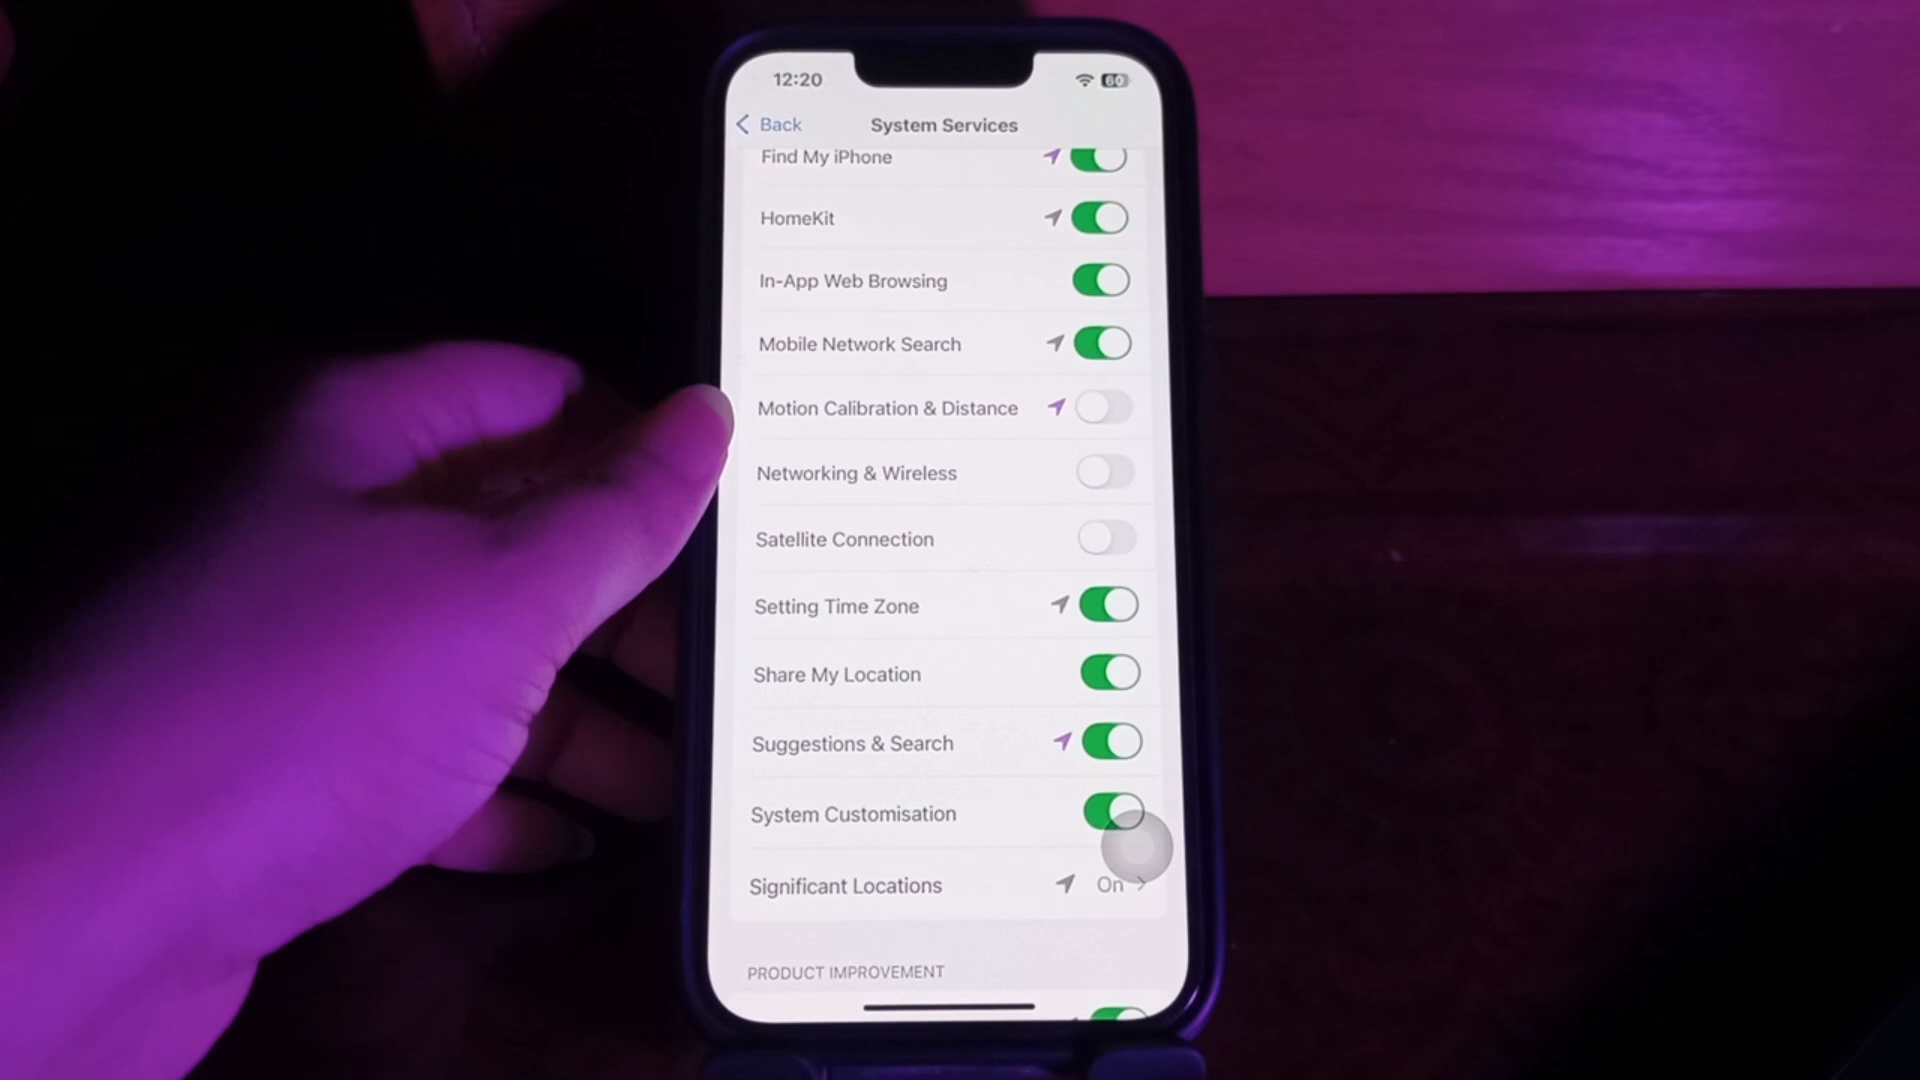 12:20
60
Back
System Services
Find My iPhone
HomeKit
In-App Web Browsing
Mobile Network Search
Motion Calibration & Distance
Networking & Wireless
Satellite Connection
Setting Time Zone
Share My Location
Suggestions & Search
System Customisation
Significant Locations
On
PRODUCT IMPROVEMENT